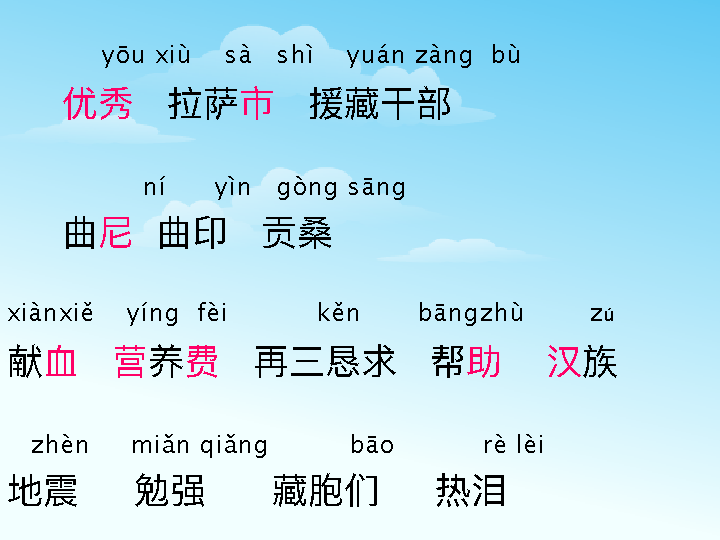 yōu xiù sà shì yuán zàng bù
优秀 拉萨市 援藏干部
ní yìn gòng sāng
曲尼 曲印 贡桑
xiànxiě yíng fèi kěn bāngzhù zú
献血 营养费 再三恳求 帮助 汉族
zhèn miǎn qiǎng bāo rè lèi
地震 勉强 藏胞们 热泪